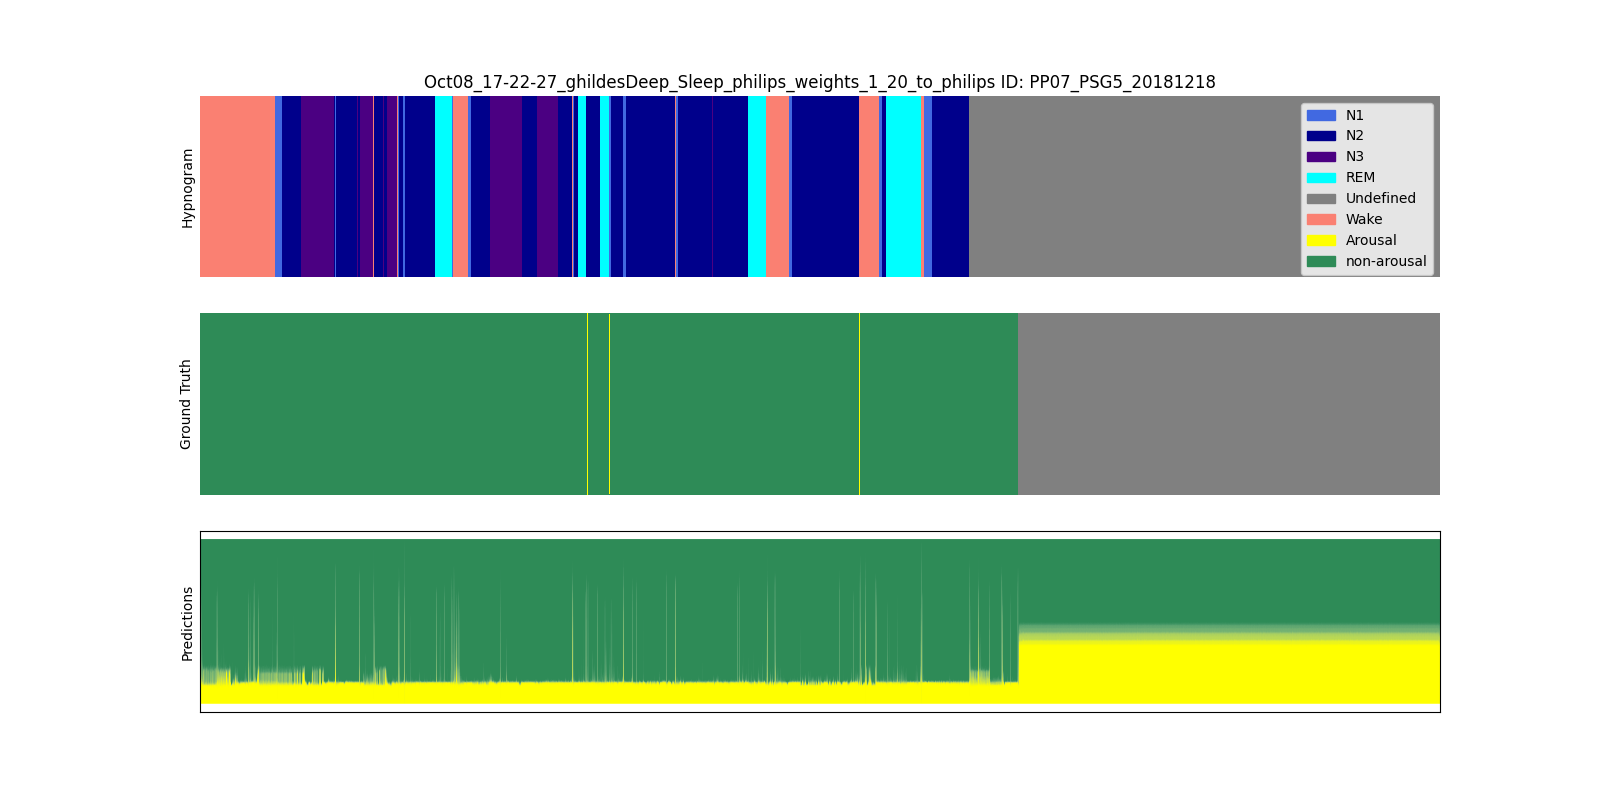 Oct08_17-22-27_ghildesDeep_Sleep_philips_weights_1_20_to_philips ID: PP07_PSG5_20181218
Hypnogram
N1
N2
N3
REM
Undefined
Wake
Arousal
non-arousal
Ground Truth
Predictions